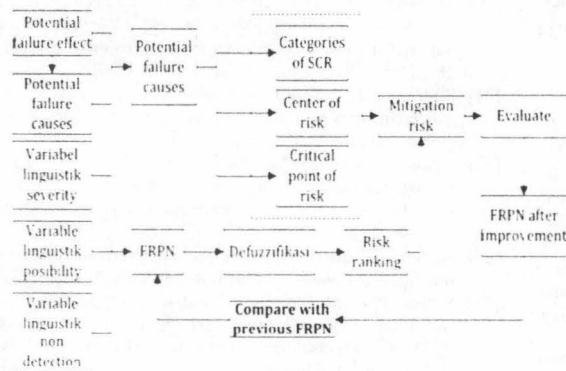 Potential
failure effect
Potential
failure
causes
Variabel
linguistik
severity
Variable
linguistik
posibility
Variable
linguistik
non
detection
Potential
failure
causes
FRPN
Categories
of SCR
Center of
risk
Critical
point of
risk
Defuzzifikasi
Risk
ranking
Mitigation
risk
Evaluate
FRPN after
improvement
Compare with
previous FRPN